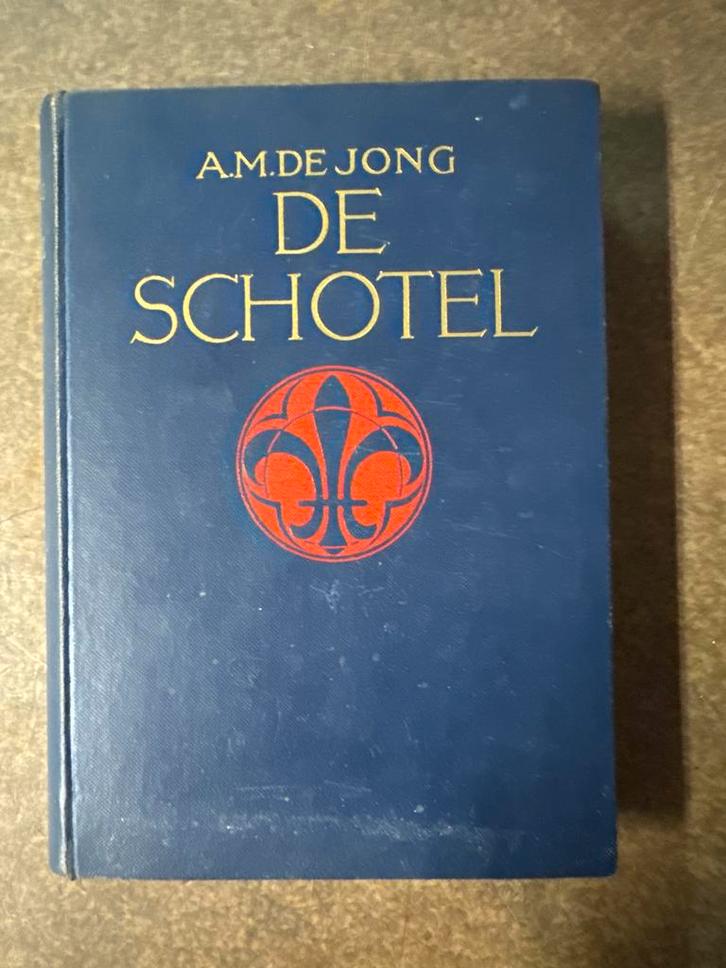 A.M. DE JONG
DE
SCHOTEL